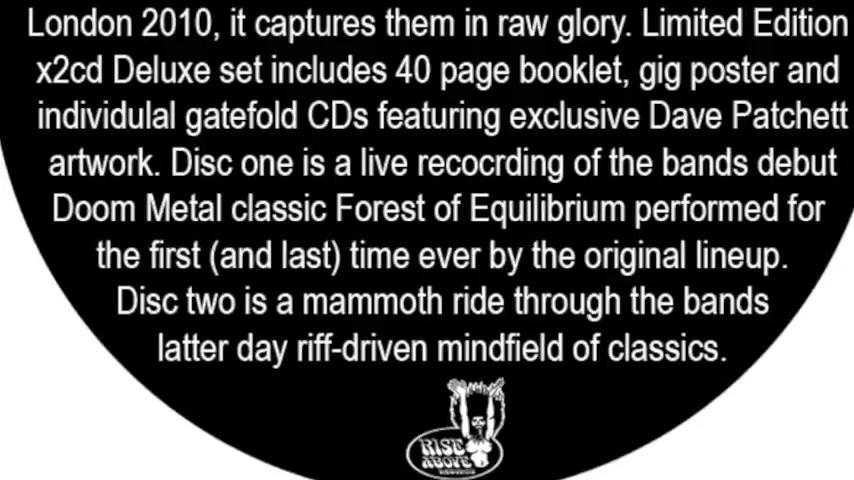 London 2010, it captures them in raw glory. Limited Edition
x2cd Deluxe set includes 40 page booklet, gig poster and
individulal gatefold CDs featuring exclusive Dave Patchett
artwork. Disc one is a live recocrding of the bands debut
Doom Metal classic Forest of Equilibrium performed for
the first (and last) time ever by the original lineup.
Disc two is a mammoth ride through the bands
latter day riff-driven mindfield of classics.
RISE
ABOVE